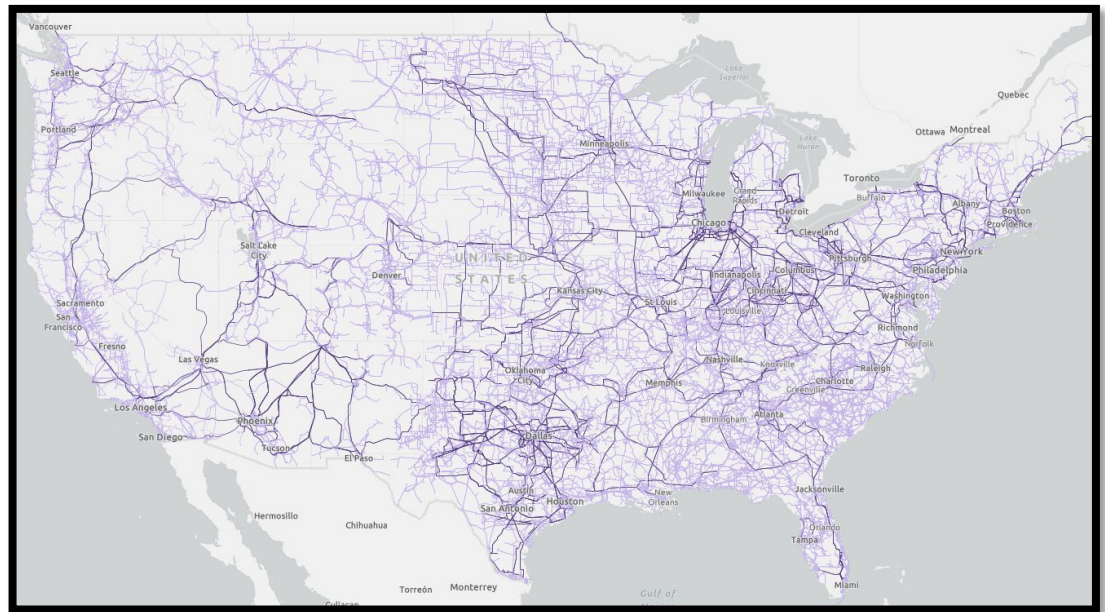 Vancouver
Seattle
Lake
Superior
Quebec
Portland
Ottawa
Montreal
Minneapolis
Lake
Huron
Toronto
Milwaukee
Grand
Rapids
Buffalo
Albany
Detroit
Boston
Chicago
Providence
Cleveland
Salt Lake
City
UNITED
STATES
New York
Pittsburgh
Denver
Indianapolis
Columbus
Philadelphia
Kansas City
Cincinnati
Sacramento
St Louis
Washington
San
Francisco
Louisville
Richmond
Fresno
Norfolk
Las Vegas
Nashville
Knoxville
Oklahoma
City
Raleigh
Memphis
Charlotte
Greenville
Los Angeles
Phoenix
Birmingham
Atlanta
San Diego
Dallas
Tucson
El Paso
Austin
Houston
New
Orleans
Jacksonville
San Antonio
Hermosillo
Chihuahua
Orlando
Tampa
Torreón
Monterrey
Miami
Gulf of
Culiacan